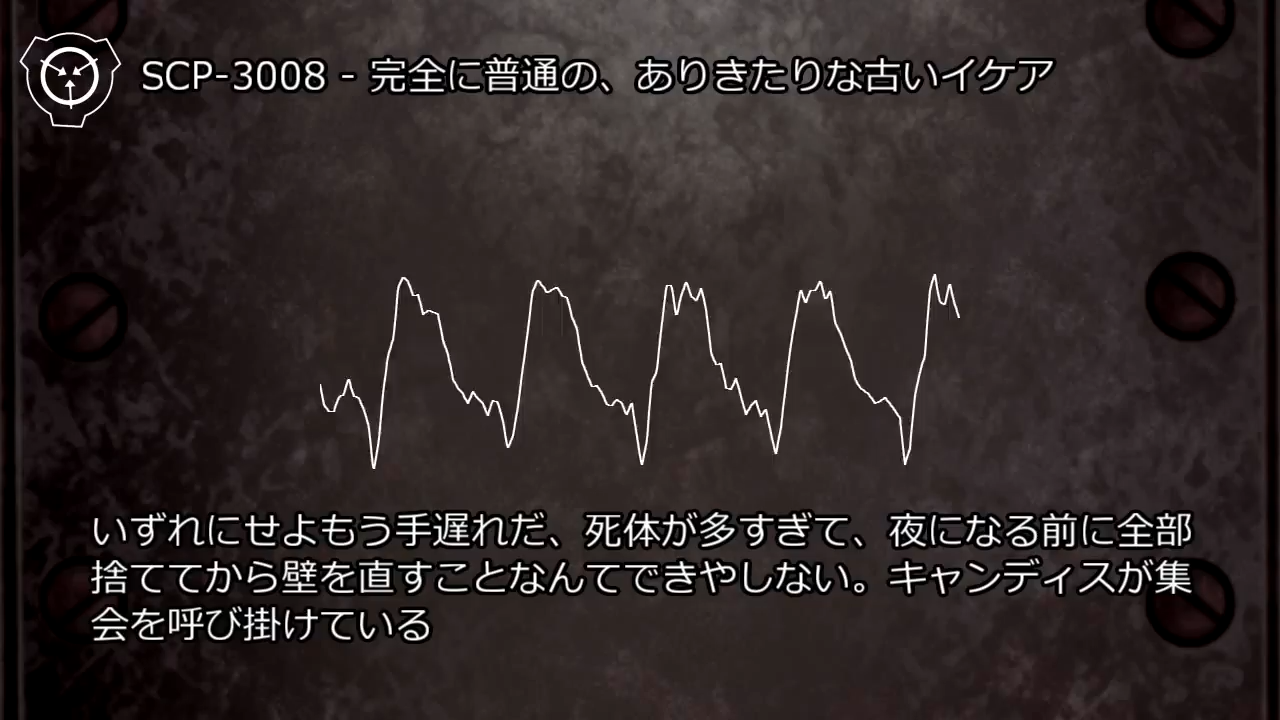 SCP-3008 - 完全に普通の、ありきたりな古いイケア
いずれにせよもう手遅れだ、死体が多すぎて、夜になる前に全部
捨ててから壁を直すことなんてできやしない。キャンディスが集
会を呼び掛けている